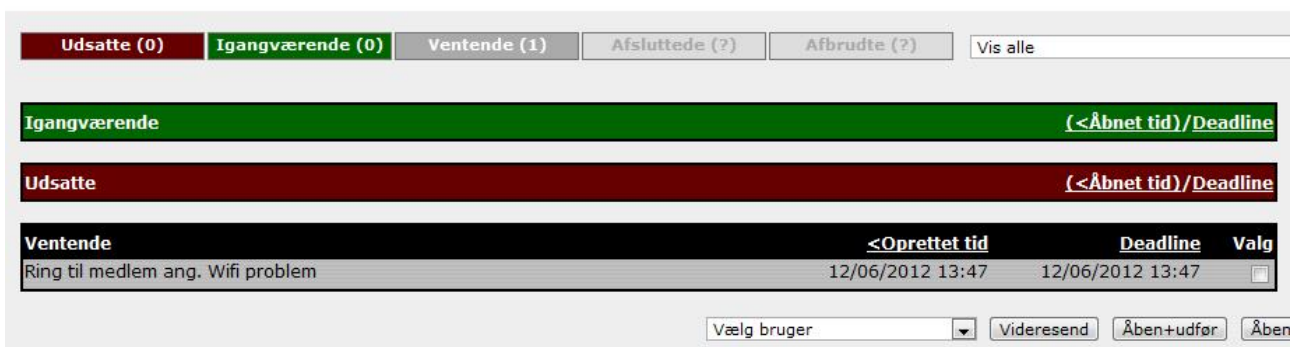 Udsatte (0) Igangværende (0) Ventende (1) Afsluttede (?) Afbrudte (?) Vis alle
Igangværende (<Åbnet tid)/Deadline
Udsatte (<Åbnet tid)/Deadline
Ventende <Oprettet tid Deadline Valg
Ring til medlem ang. Wifi problem 12/06/2012 13:47 12/06/2012 13:47
Vælg bruger Videresend Åben+udfør Åben